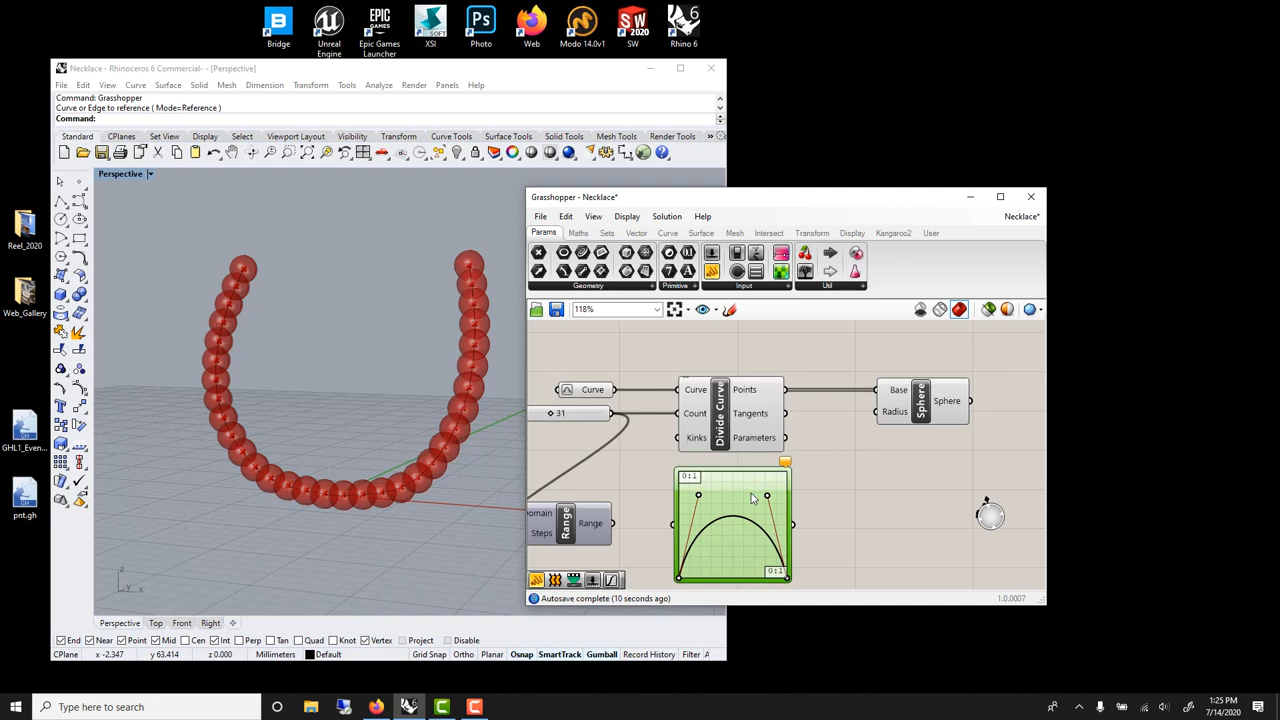 Bridge
Unreal Engine
Epic Games Launcher
XSI
Photo
Web
Modo 14.0v1
SW
Rhino 6
Reel_2020
Web_Gallery
GHL1_Even...
pnt.gh
Necklace - Rhinoceros 6 Commercial- - [Perspective]
File Edit View Curve Surface Solid Mesh Dimension Transform Tools Analyze Render Panels Help
Command: Grasshopper
Curve or Edge to reference ( Mode=Reference )
Command:
Standard CPlanes Set View Display Select Viewport Layout Visibility Transform Curve Tools Surface Tools Solid Tools Mesh Tools Render Tools »
Perspective
z
y
x
Perspective Top Front Right
End Near Point Mid Cen Int Perp Tan Quad Knot Vertex Project Disable
CPlane x -2.347 y 63.414 z 0.000 Millimeters Default Grid Snap Ortho Planar Osnap SmartTrack Gumball Record History Filter
Grasshopper - Necklace*
File Edit View Display Solution Help Necklace*
Params Maths Sets Vector Curve Surface Mesh Intersect Transform Display Kangaroo2 User
Geometry Primitive Input Util
118%
Curve
31
Curve
Count
Kinks
Divide Curve
Points
Tangents
Parameters
Base
Radius
Sphere
Sphere
omain
Steps
Range
Range
0:1
0:1
Autosave complete (10 seconds ago)
1.0.0007
Type here to search
1:25 PM
7/14/2020